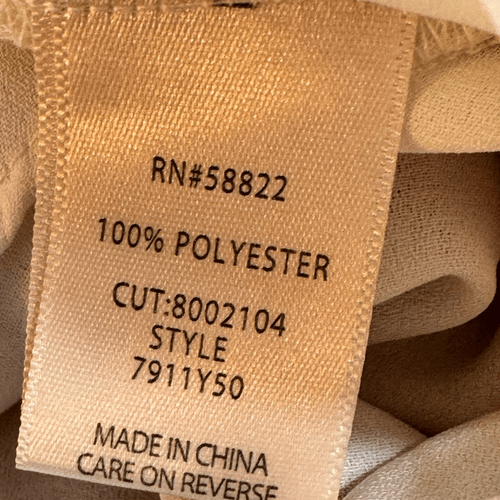 RN#58822
100% POLYESTER
CUT:8002104
STYLE
7911Y50
MADE IN CHINA
CARE ON REVERSE